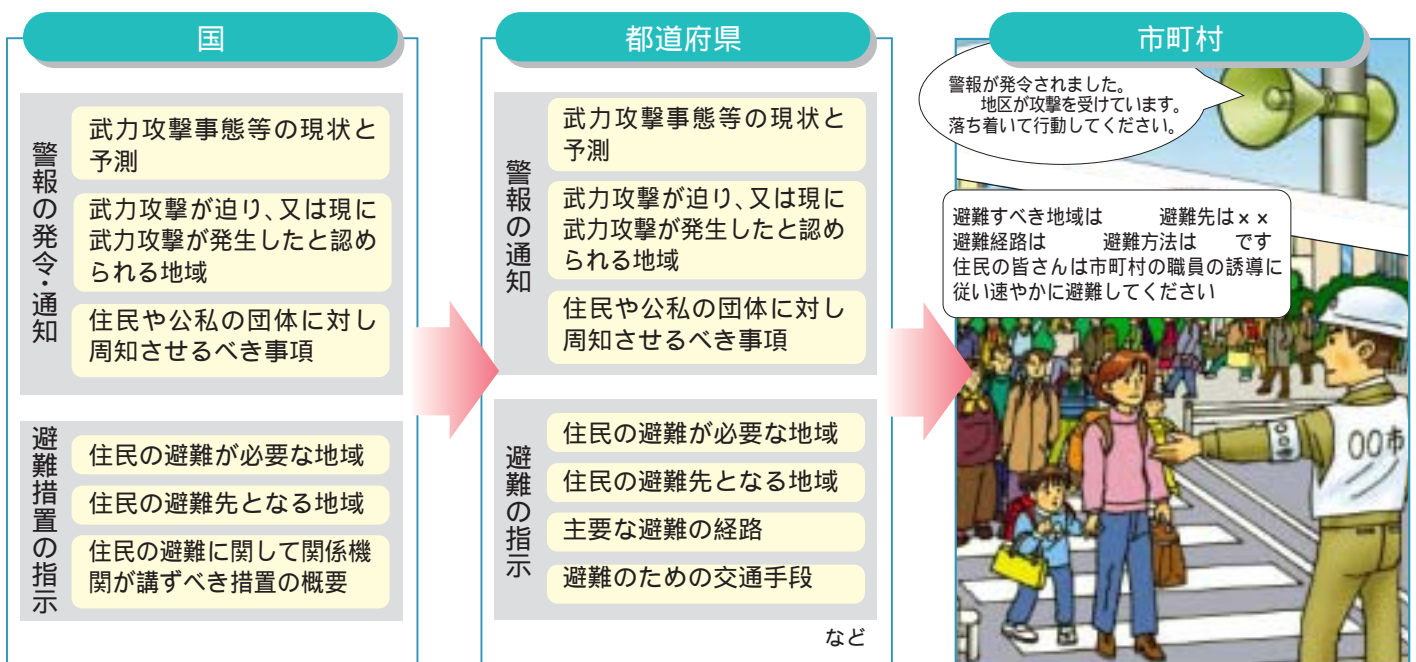 国
警報の発令・通知
武力攻撃事態等の現状と
予測
武力攻撃が迫り、又は現に
武力攻撃が発生したと認め
られる地域
住民や公私の団体に対し
周知させるべき事項
避難措置の指示
住民の避難が必要な地域
住民の避難先となる地域
住民の避難に関して関係機
関が講ずべき措置の概要
都道府県
警報の通知
武力攻撃事態等の現状と
予測
武力攻撃が迫り、又は現に
武力攻撃が発生したと認め
られる地域
住民や公私の団体に対し
周知させるべき事項
避難の指示
住民の避難が必要な地域
住民の避難先となる地域
主要な避難の経路
避難のための交通手段
など
市町村
警報が発令されました。
地区が攻撃を受けています。
落ち着いて行動してください。
避難すべき地域は　　避難先は××
避難経路は　　避難方法は　　です
住民の皆さんは市町村の職員の誘導に
従い速やかに避難してください
○○市